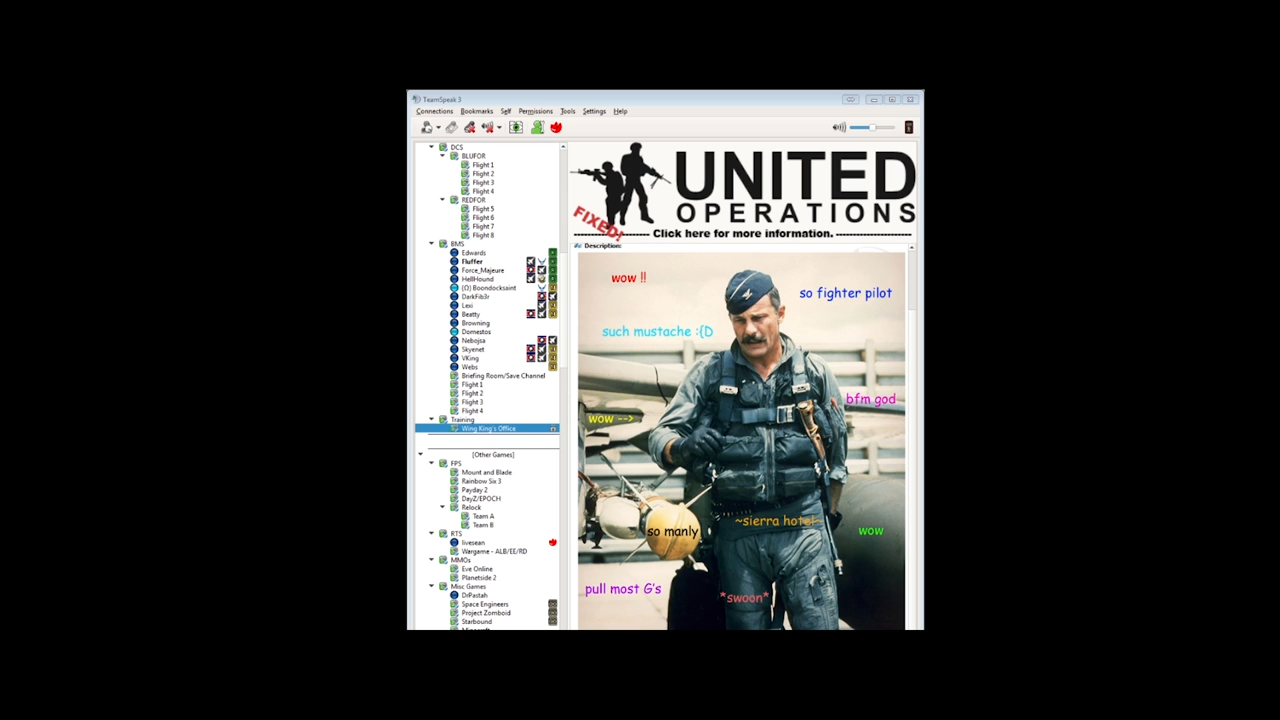 TeamSpeak 3
Connections Bookmarks Self Permissions Tools Settings Help
DCS
BLUFOR
Flight 1
Flight 2
Flight 3
Flight 4
REDFOR
Flight 5
Flight 6
Flight 7
Flight 8
BMS
Edwards
Fluffer
Force_Majeure
HellHound
(Ω) Boondocksaint
DarkFib3r
Lexi
Beatty
Browning
Domestos
Nebojsa
Skyenet
VKing
Webs
Briefing Room/Save Channel
Flight 1
Flight 2
Flight 3
Flight 4
Training
Wing King's Office
[Other Games]
FPS
Mount and Blade
Rainbow Six 3
Payday 2
DayZ/EPOCH
Relock
Team A
Team B
RTS
livesean
Wargame - ALB/EE/RD
MMOs
Eve Online
Planetside 2
Misc Games
DrPastah
Space Engineers
Project Zomboid
Starbound
UNITED
OPERATIONS
FIXED!
Click here for more information.
Description:
wow !!
so fighter pilot
such mustache :{D
bfm god
wow -->
~sierra hotel~
so manly
wow
pull most G's
*swoon*